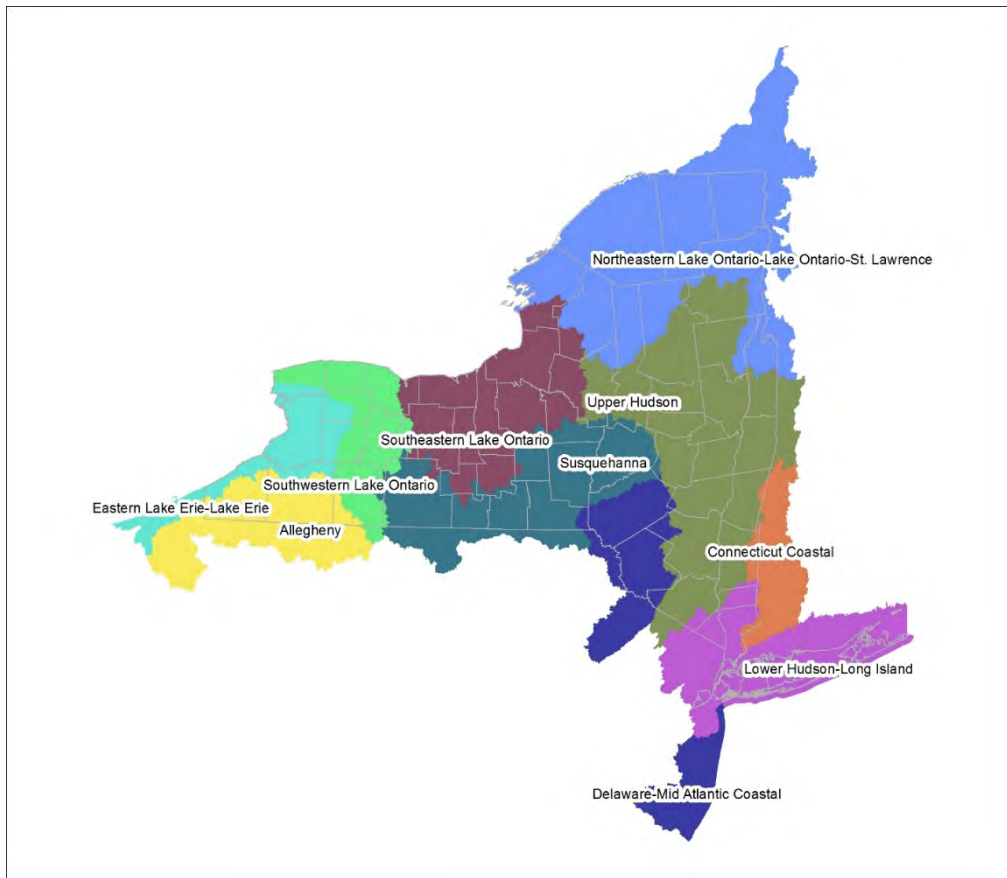 Northeastern Lake Ontario-Lake Ontario-St. Lawrence
Upper Hudson
Southeastern Lake Ontario
Susquehanna
Southwestern Lake Ontario
Eastern Lake Erie-Lake Erie
Allegheny
Connecticut Coastal
Lower Hudson-Long Island
Delaware-Mid Atlantic Coastal